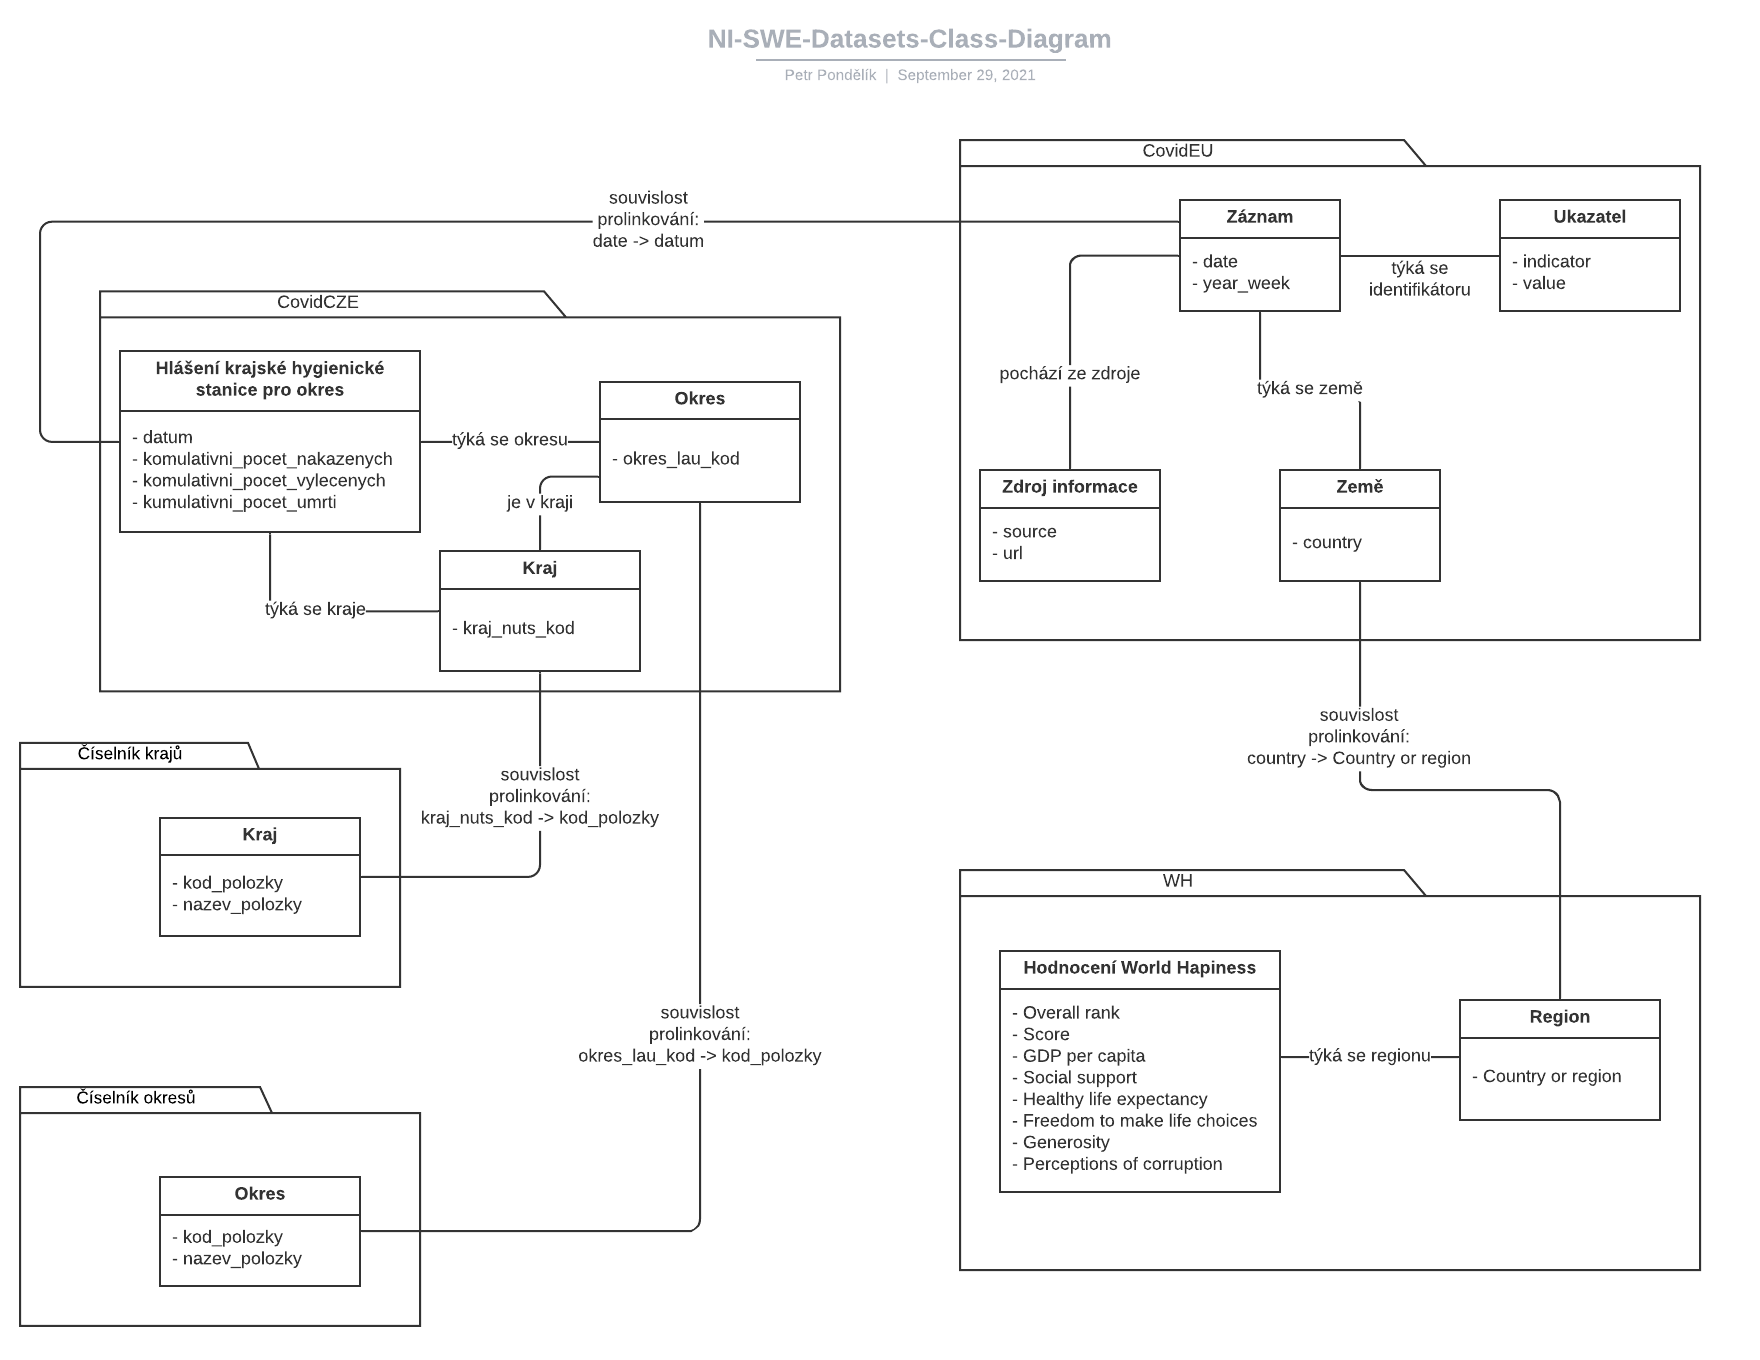 NI-SWE-Datasets-Class-Diagram
Petr Pondělík | September 29, 2021
CovidEU
Záznam
- date
- year_week
Ukazatel
- indicator
- value
týká se
identifikátoru
pochází ze zdroje
týká se země
Zdroj informace
- source
- url
Země
- country
souvislost
prolinkování:
date -> datum
CovidCZE
Hlášení krajské hygienické
stanice pro okres
- datum
- komulativni_pocet_nakazenych
- komulativni_pocet_vylecenych
- kumulativni_pocet_umrti
týká se okresu
Okres
- okres_lau_kod
je v kraji
Kraj
- kraj_nuts_kod
týká se kraje
souvislost
prolinkování:
country -> Country or region
Číselník krajů
Kraj
- kod_polozky
- nazev_polozky
souvislost
prolinkování:
kraj_nuts_kod -> kod_polozky
WH
Hodnocení World Hapiness
- Overall rank
- Score
- GDP per capita
- Social support
- Healthy life expectancy
- Freedom to make life choices
- Generosity
- Perceptions of corruption
týká se regionu
Region
- Country or region
souvislost
prolinkování:
okres_lau_kod -> kod_polozky
Číselník okresů
Okres
- kod_polozky
- nazev_polozky